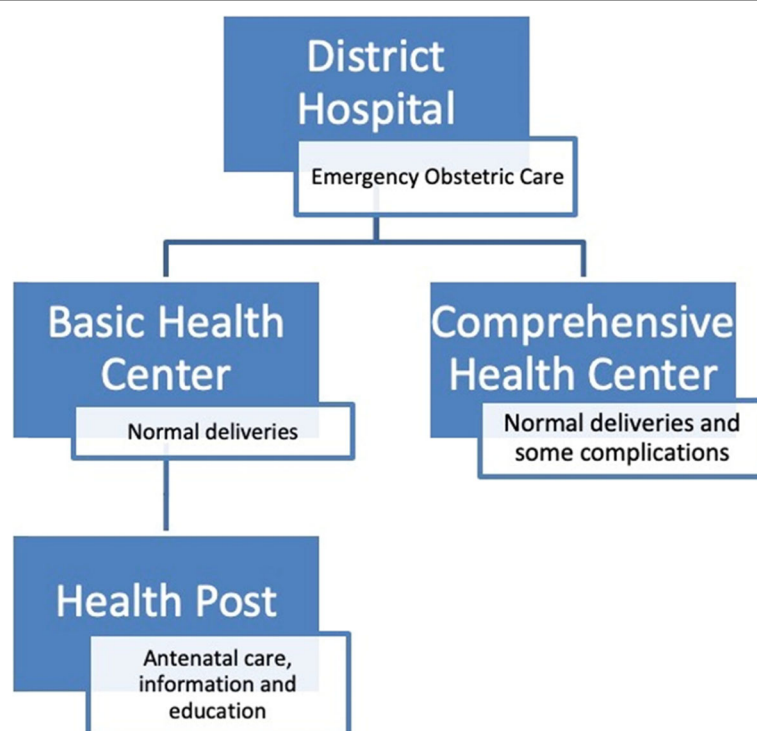 District
Hospital
Emergency Obstetric Care
Basic Health
Center
Normal deliveries
Comprehensive
Health Center
Normal deliveries and
some complications
Health Post
Antenatal care,
information and
education